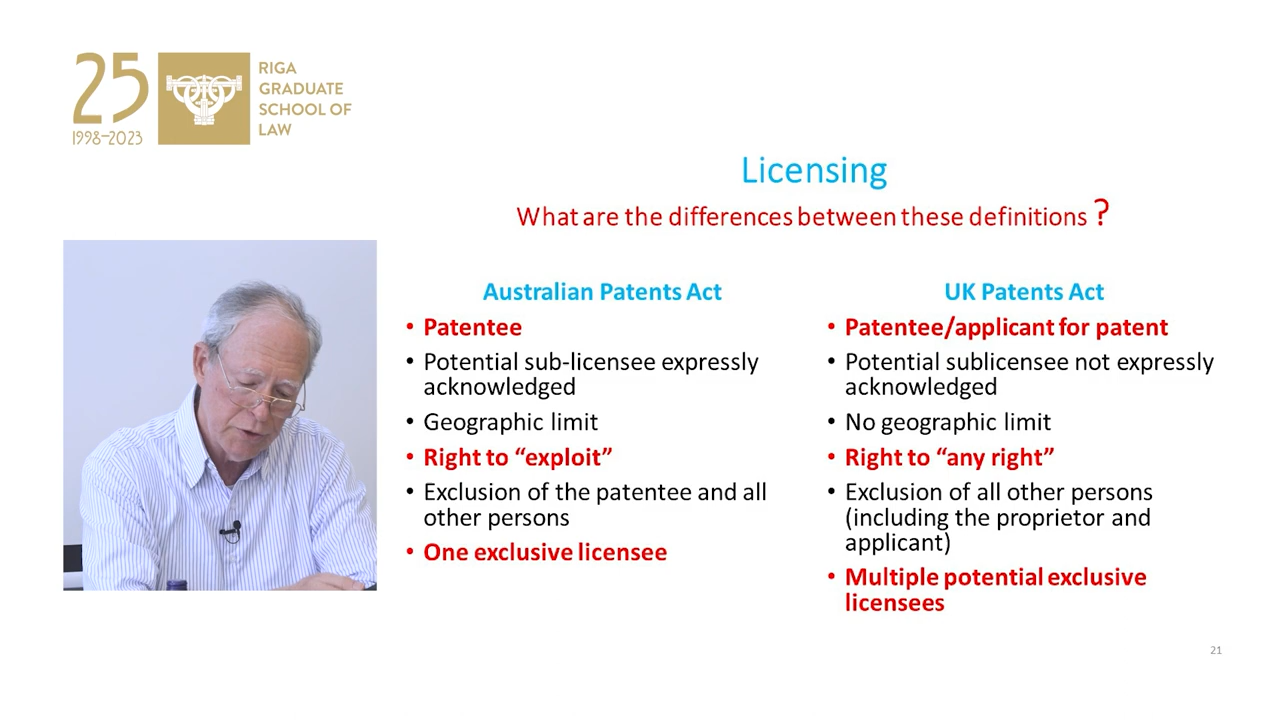 25
1998–2023
RIGA
GRADUATE
SCHOOL OF
LAW
Licensing
What are the differences between these definitions ?
Australian Patents Act
• Patentee
• Potential sub-licensee expressly
acknowledged
• Geographic limit
• Right to “exploit”
• Exclusion of the patentee and all
other persons
• One exclusive licensee
UK Patents Act
• Patentee/applicant for patent
• Potential sublicensee not expressly
acknowledged
• No geographic limit
• Right to “any right”
• Exclusion of all other persons
(including the proprietor and
applicant)
• Multiple potential exclusive
licensees
21